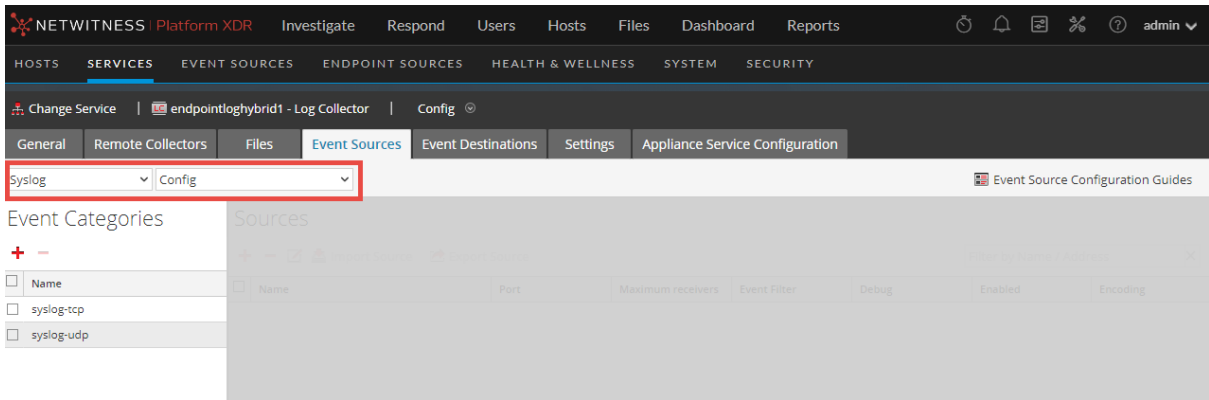 NETWITNESS Platform XDR Investigate Respond Users Hosts Files Dashboard Reports admin
HOSTS SERVICES EVENT SOURCES ENDPOINT SOURCES HEALTH & WELLNESS SYSTEM SECURITY
Change Service | LC endpointloghybrid1 - Log Collector | Config
General Remote Collectors Files Event Sources Event Destinations Settings Appliance Service Configuration
Syslog Config Event Source Configuration Guides
Event Categories Sources
Name
Name Port Maximum receivers Event Filter Debug Enabled Encoding
syslog-tcp
syslog-udp